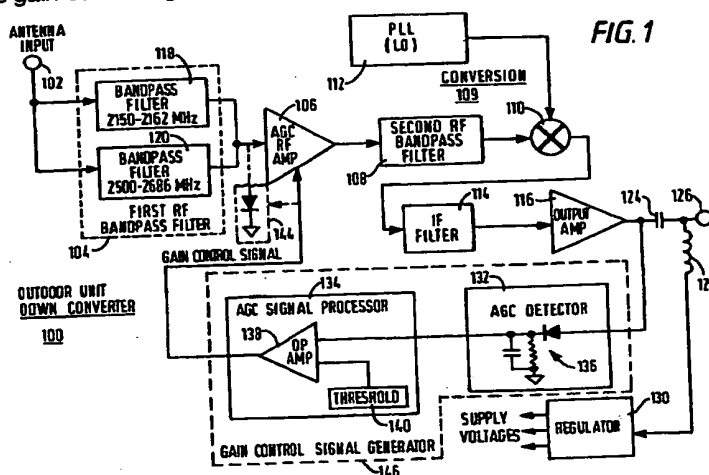 gain
FIG. 1
ANTENNA
INPUT
102
118
BANDPASS
FILTER
2150-2162 MHz
120
BANDPASS
FILTER
2500-2686 MHz
FIRST RF
BANDPASS FILTER
104
106
AGC
RF
AMP
144
GAIN CONTROL SIGNAL
PLL
(LO)
112
CONVERSION
109
110
SECOND RF
BANDPASS
FILTER
108
114
IF
FILTER
116
OUTPUT
AMP
124
126
12
OUTDOOR UNIT
DOWN CONVERTER
100
134
AGC SIGNAL PROCESSOR
138
OP
AMP
THRESHOLD
140
132
AGC DETECTOR
136
GAIN CONTROL SIGNAL GENERATOR
146
SUPPLY
VOLTAGES
130
REGULATOR